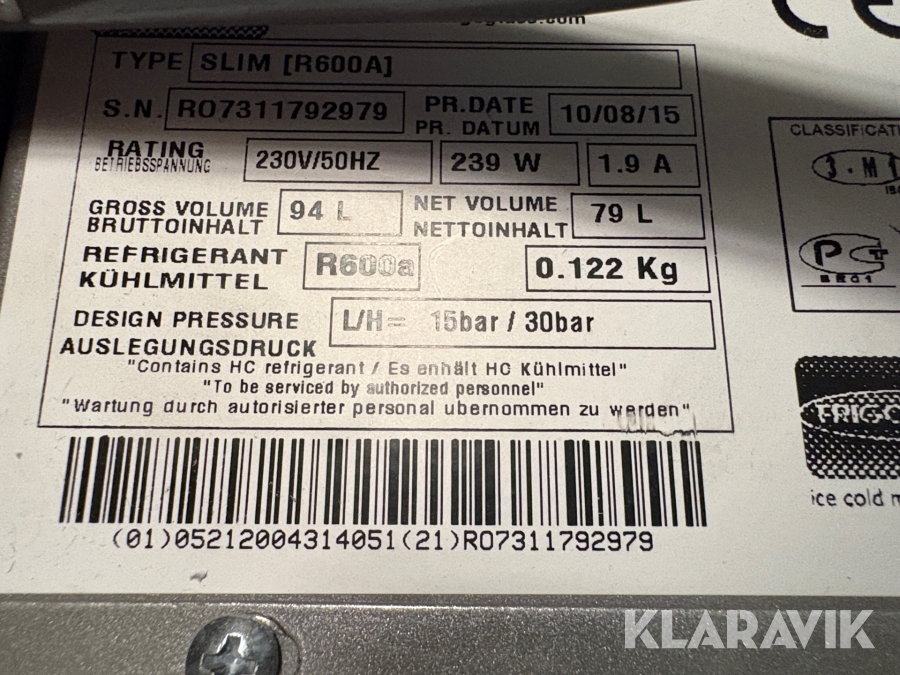 TYPE SLIM [R600A]
S.N. RO7311792979 PR.DATE PR. DATUM 10/08/15
RATING BETRIEBSSPANNUNG 230V/50HZ 239 W 1.9 A
GROSS VOLUME BRUTTOINHALT 94 L NET VOLUME NETTOINHALT 79 L
REFRIGERANT KÜHLMITTEL R600a 0.122 Kg
DESIGN PRESSURE AUSLEGUNGSDRUCK L/H= 15bar / 30bar
"Contains HC refrigerant / Es enhält HC Kühlmittel"
"To be serviced by authorized personnel"
"Wartung durch autorisierter personal ubernommen zu werden"
(01)05212004314051(21)RO7311792979
CE
CLASSIFICATI
ice cold
KLARAVIK